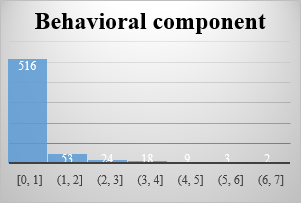 Behavioral component
516
53 24 18 9 3 2
[0, 1] (1, 2] (2, 3] (3, 4] (4, 5] (5, 6] (6, 7]